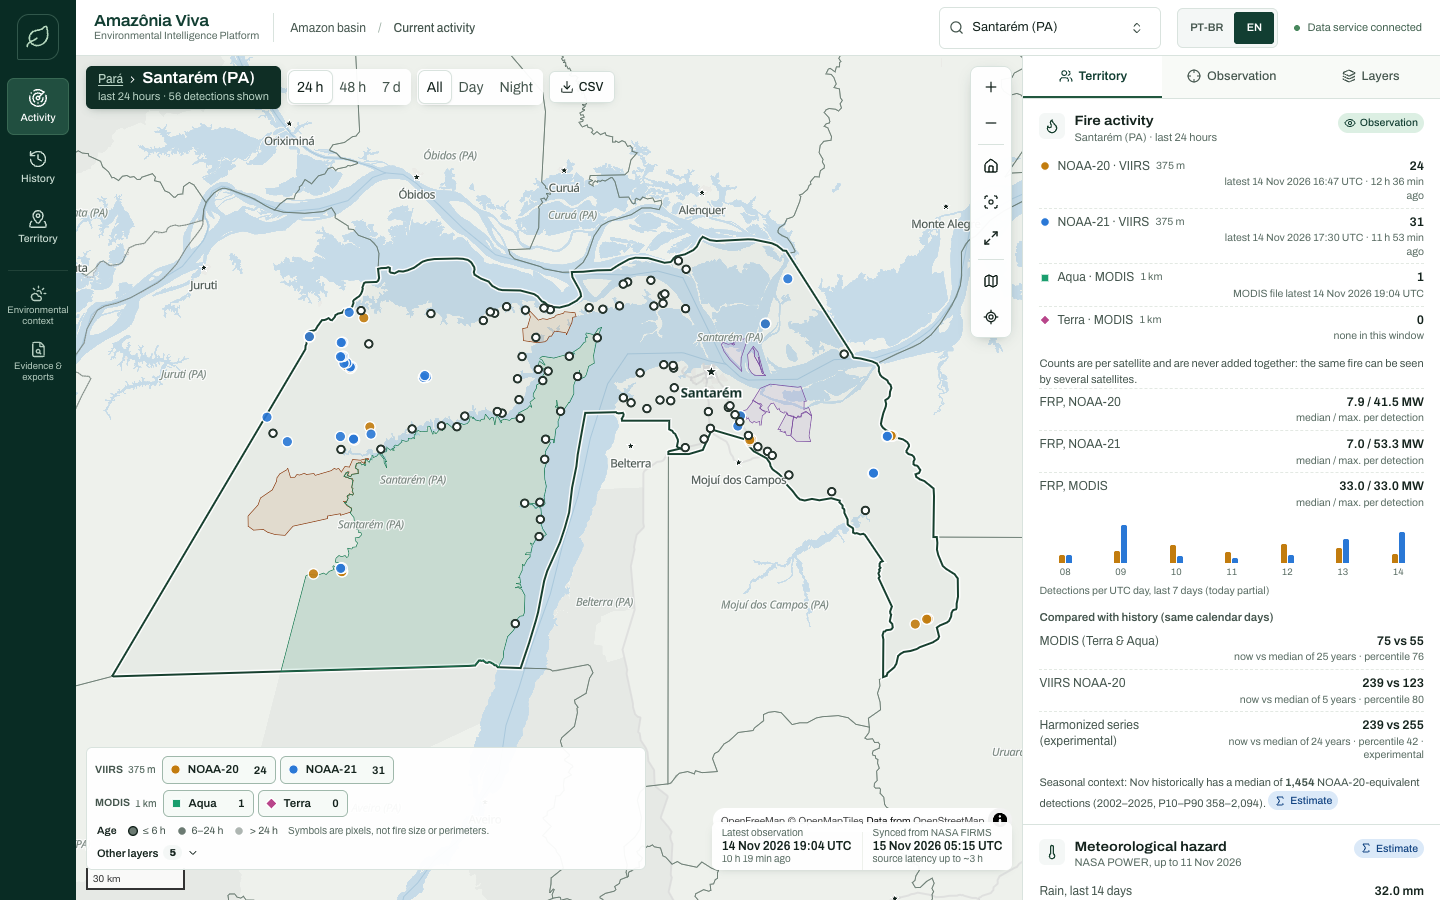 Amazônia Viva
Environmental Intelligence Platform
Amazon basin / Current activity
Santarém (PA)
PT-BR EN
Data service connected
Activity
History
Territory
Environmental context
Evidence & exports
Pará › Santarém (PA)
last 24 hours · 56 detections shown
24 h 48 h 7 d
All Day Night
CSV
Oriximiná
Óbidos (PA)
Óbidos
Curuá
Curuá (PA)
Alenquer
Monte Aleg
Juruti
Juruti (PA)
Santarém (PA)
Santarém
Belterra
Mojuí dos Campos
Santarém (PA)
Santarém (PA)
Belterra (PA)
Mojuí dos Campos (PA)
VIIRS 375 m NOAA-20 24 NOAA-21 31
MODIS 1 km Aqua 1 Terra 0
Age ≤ 6 h 6–24 h > 24 h Symbols are pixels, not fire size or perimeters.
Other layers 5
30 km
OpenFreeMap © OpenMapTiles Data from OpenStreetMap
Latest observation
14 Nov 2026 19:04 UTC
10 h 19 min ago
Synced from NASA FIRMS
15 Nov 2026 05:15 UTC
source latency up to ~3 h
Territory Observation Layers
Fire activity
Observation
Santarém (PA) · last 24 hours
NOAA-20 · VIIRS 375 m 24
latest 14 Nov 2026 16:47 UTC · 12 h 36 min
ago
NOAA-21 · VIIRS 375 m 31
latest 14 Nov 2026 17:30 UTC · 11 h 53 min
ago
Aqua · MODIS 1 km 1
MODIS file latest 14 Nov 2026 19:04 UTC
Terra · MODIS 1 km 0
none in this window
Counts are per satellite and are never added together: the same fire can be seen
by several satellites.
FRP, NOAA-20 7.9 / 41.5 MW
median / max. per detection
FRP, NOAA-21 7.0 / 53.3 MW
median / max. per detection
FRP, MODIS 33.0 / 33.0 MW
median / max. per detection
08 09 10 11 12 13 14
Detections per UTC day, last 7 days (today partial)
Compared with history (same calendar days)
MODIS (Terra & Aqua) 75 vs 55
now vs median of 25 years · percentile 76
VIIRS NOAA-20 239 vs 123
now vs median of 5 years · percentile 80
Harmonized series 239 vs 255
(experimental) now vs median of 24 years · percentile 42 ·
experimental
Seasonal context: Nov historically has a median of 1,454 NOAA-20-equivalent
detections (2002–2025, P10–P90 358–2,094). Estimate
Meteorological hazard
Estimate
NASA POWER, up to 11 Nov 2026
Rain, last 14 days 32.0 mm